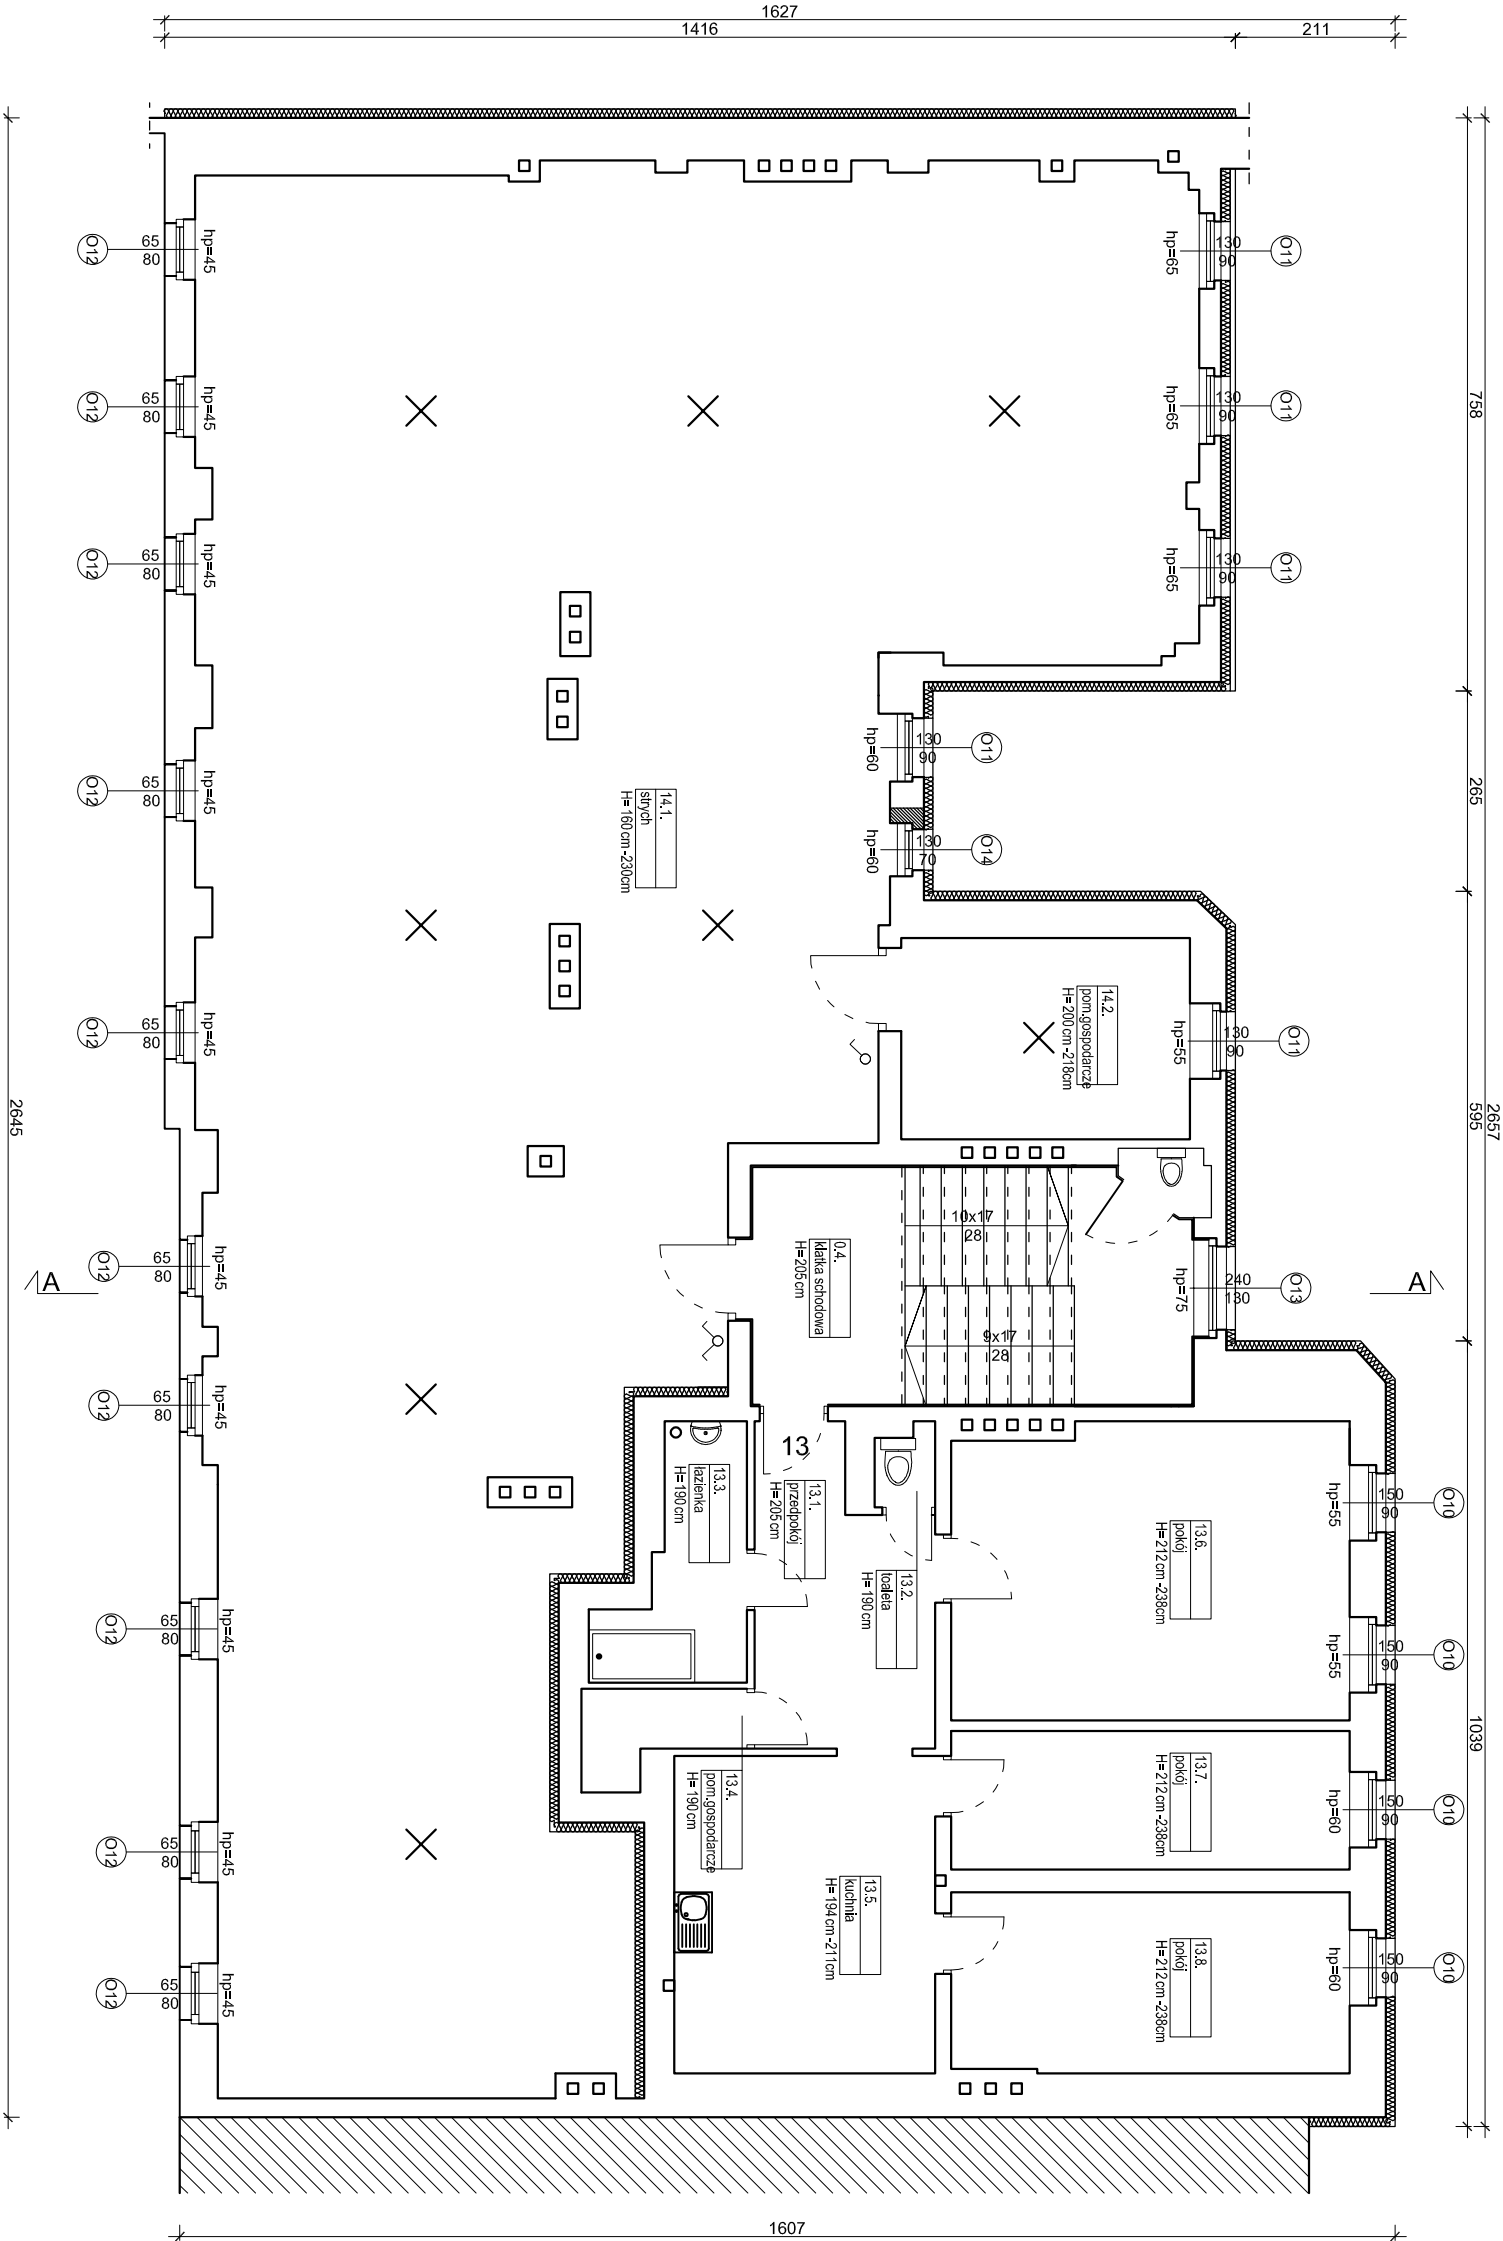 1627
1416
211
O12
65
80
hp=45
hp=65
130
90
O11
O12
65
80
hp=45
hp=65
130
90
O11
758
O12
65
80
hp=45
hp=65
130
90
O11
hp=60
130
90
O11
265
O12
65
80
hp=45
14.1.
strych
H=160cm-230cm
hp=60
130
70
O14
O12
65
80
hp=45
14.2.
pom.gospodarcze
H=200cm-218cm
hp=55
130
90
O11
2645
595
2657
10x17
28
0.4.
klatka schodowa
H=205cm
hp=75
240
130
O13
A
A
O12
65
80
hp=45
9x17
28
O12
65
80
hp=45
13
13.3.
łazienka
H=190cm
13.1.
przedpokój
H=205cm
hp=55
150
90
O10
13.2.
toaleta
H=190cm
13.6.
pokój
H=212cm-238cm
O12
65
80
hp=45
hp=55
150
90
O10
1039
13.4.
pom.gospodarcze
H=190cm
13.7.
pokój
H=212cm-238cm
hp=60
150
90
O10
O12
65
80
hp=45
13.5.
kuchnia
H=194cm-211cm
13.8.
pokój
H=212cm-238cm
hp=60
150
90
O10
O12
65
80
hp=45
1607